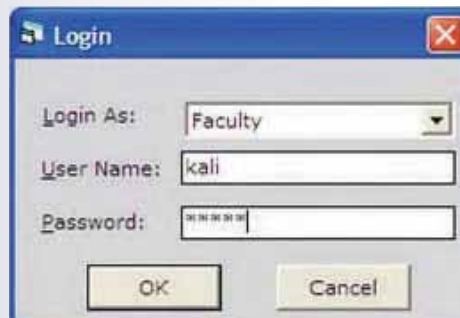 Login
Login As: Faculty
User Name: kali
Password: *****
OK Cancel